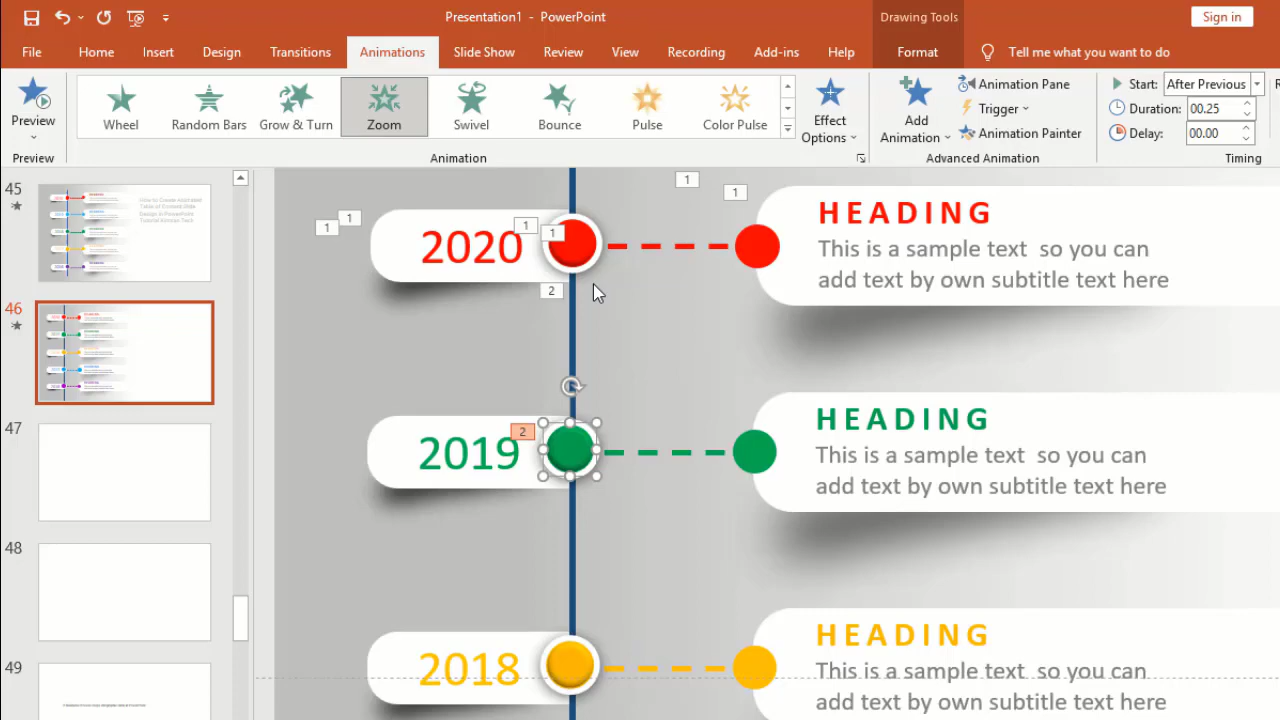 Presentation1 - PowerPoint
Drawing Tools
Sign in
File Home Insert Design Transitions Animations Slide Show Review View Recording Add-ins Help Format Tell me what you want to do
Wheel Random Bars Grow & Turn Zoom Swivel Bounce Pulse Color Pulse
Preview
Effect Options
Add Animation
Animation Pane
Trigger
Animation Painter
Start: After Previous
Duration: 00.25
Delay: 00.00
Preview Animation Advanced Animation Timing
45
46
47
48
49
1
1
1
1
1
1
2
2020
HEADING
This is a sample text so you can
add text by own subtitle text here
2
2019
HEADING
This is a sample text so you can
add text by own subtitle text here
2018
HEADING
This is a sample text so you can
add text by own subtitle text here